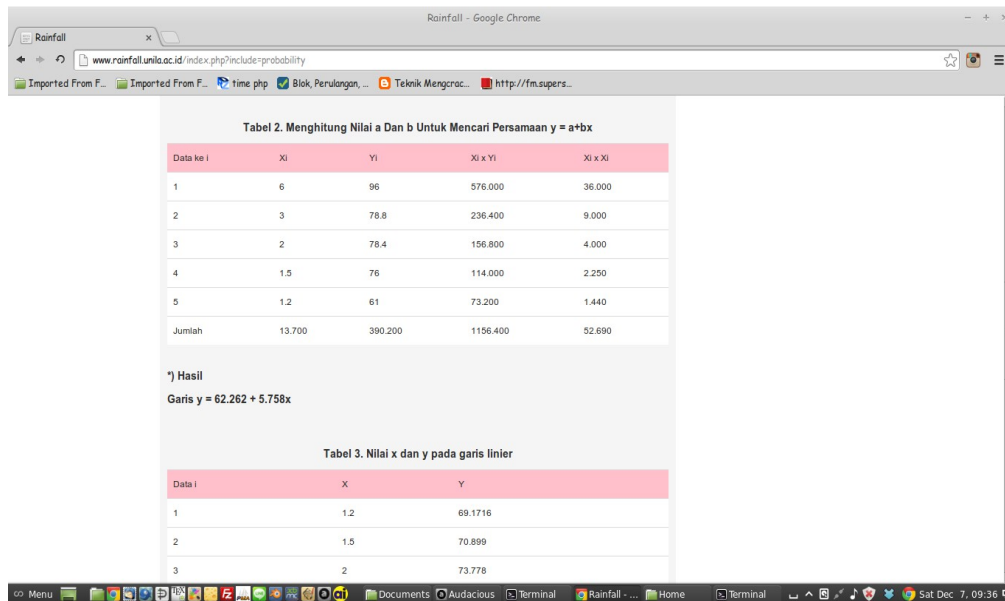 Rainfall - Google Chrome
Rainfall
www.rainfall.unila.ac.id/index.php?include=probability
Imported From F... Imported From F... time php Blok, Perulangan, ... Teknik Mengcrac... http://fm.supers...
Tabel 2. Menghitung Nilai a Dan b Untuk Mencari Persamaan y = a+bx
Data ke i Xi Yi Xi x Yi Xi x Xi
1 6 96 576.000 36.000
2 3 78.8 236.400 9.000
3 2 78.4 156.800 4.000
4 1.5 76 114.000 2.250
5 1.2 61 73.200 1.440
Jumlah 13.700 390.200 1156.400 52.690
*) Hasil
Garis y = 62.262 + 5.758x
Tabel 3. Nilai x dan y pada garis linier
Data i X Y
1 1.2 69.1716
2 1.5 70.899
3 2 73.778
Menu Documents Audacious Terminal Rainfall - ... Home Terminal Sat Dec 7, 09:36